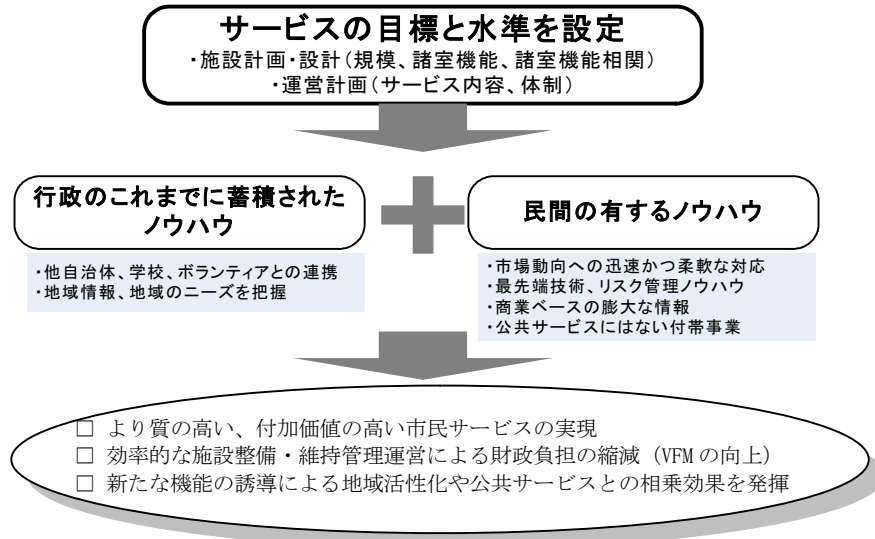 サービスの目標と水準を設定
・施設計画・設計（規模、諸室機能、諸室機能相関）
・運営計画（サービス内容、体制）
行政のこれまでに蓄積された
ノウハウ
・他自治体、学校、ボランティアとの連携
・地域情報、地域のニーズを把握
民間の有するノウハウ
・市場動向への迅速かつ柔軟な対応
・最先端技術、リスク管理ノウハウ
・商業ベースの膨大な情報
・公共サービスにはない付帯事業
□ より質の高い、付加価値の高い市民サービスの実現
□ 効率的な施設整備・維持管理運営による財政負担の縮減（VFMの向上）
□ 新たな機能の誘導による地域活性化や公共サービスとの相乗効果を発揮